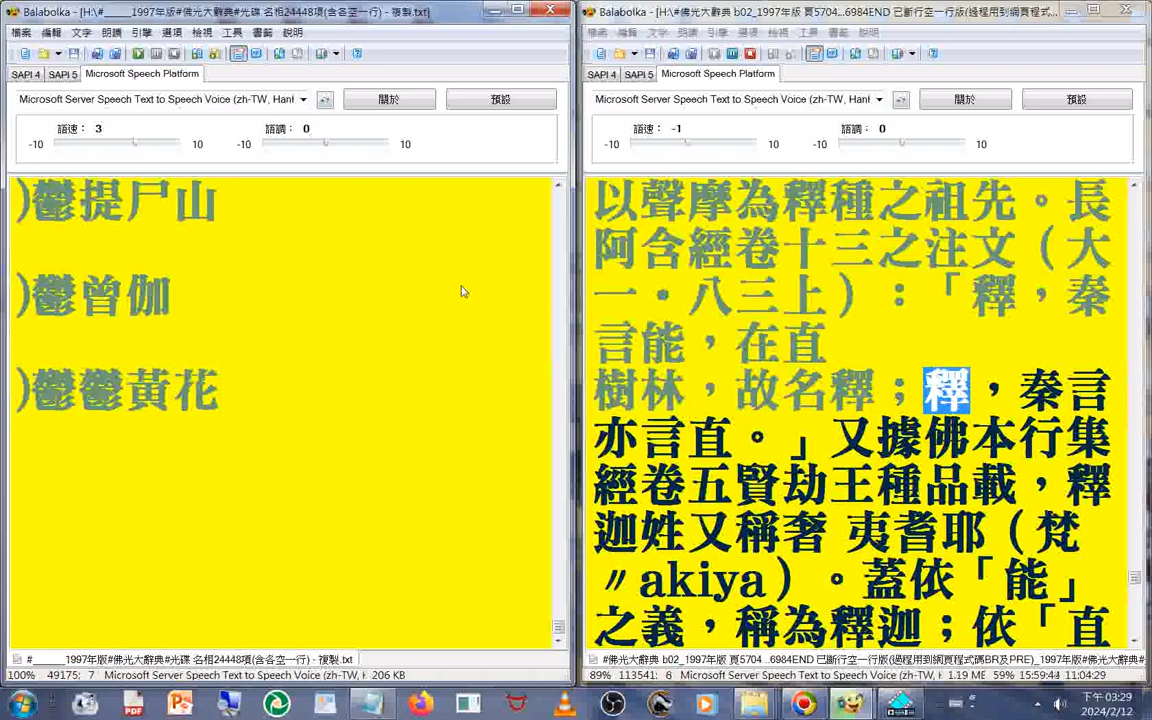 Balabolka - [H:\#_____1997年版#佛光大辭典#光碟 名相24448項(含各空一行) - 複製.txt]
檔案 編輯 文字 朗讀 引擎 選項 檢視 工具 書籤 說明
SAPI 4 SAPI 5 Microsoft Speech Platform
Microsoft Server Speech Text to Speech Voice (zh-TW, Hanl
關於
預設
語速： 3
語調： 0
-10 10 -10 10
)鬱提尸山
)鬱曾伽
)鬱鬱黃花
#______1997年版#佛光大辭典#光碟 名相24448項(含各空一行) - 複製.txt
100% 49175: 7 Microsoft Server Speech Text to Speech Voice (zh-TW, H 206 KB
Balabolka - [H:\#佛光大辭典 b02_1997年版 頁5704...6984END 已斷行空一行版(過程用到網頁程式...
檔案 編輯 文字 朗讀 引擎 選項 檢視 工具 書籤 說明
SAPI 4 SAPI 5 Microsoft Speech Platform
Microsoft Server Speech Text to Speech Voice (zh-TW, Hanl
關於
預設
語速： -1
語調： 0
-10 10 -10 10
以聲摩為釋種之祖先。長
阿含經卷十三之注文（大
一．八三上）：「釋，秦
言能，在直
樹林，故名釋；釋，秦言
亦言直。」又據佛本行集
經卷五賢劫王種品載，釋
迦姓又稱奢 夷耆耶（梵
〃akiya）。蓋依「能」
之義，稱為釋迦；依「直
#佛光大辭典 b02_1997年版 頁5704...6984END 已斷行空一行版(過程用到網頁程式碼BR及PRE)_1997年版#佛光大辭典#
89% 113541: 6 Microsoft Server Speech Text to Speech Voice (zh-TW, H 1.19 ME 59% 15:59:44 11:04:29
下午 03:29
2024/2/12